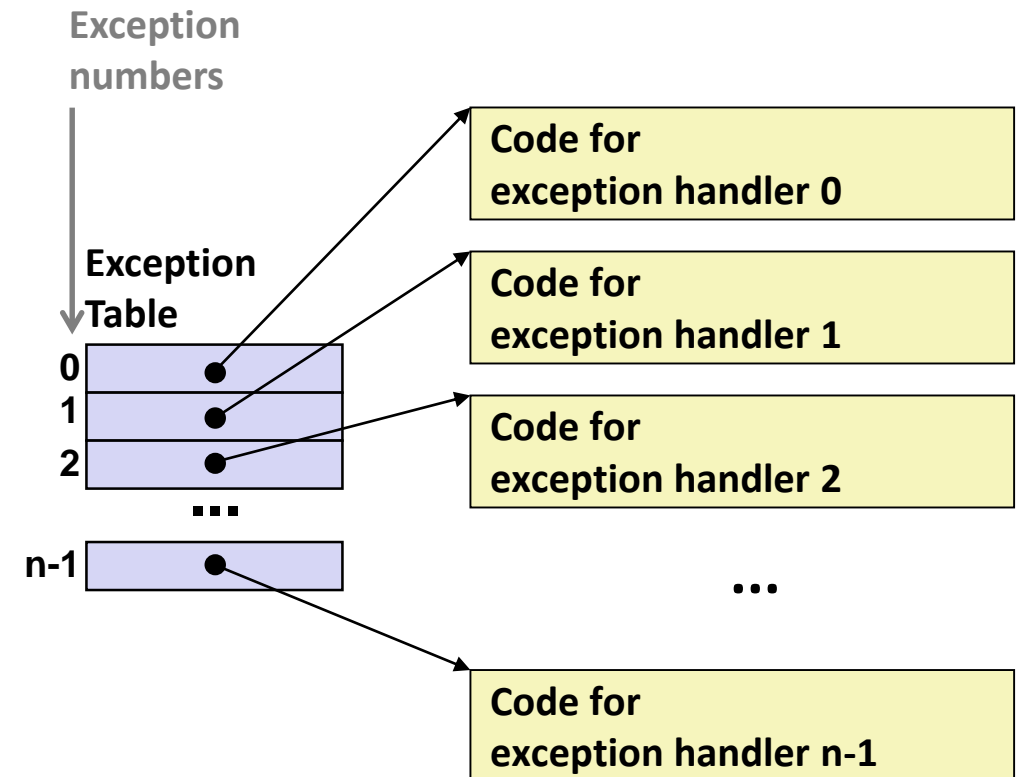 Exception
numbers
Code for
exception handler 0
Exception
Table
Code for
exception handler 1
0
1
2
...
n-1
Code for
exception handler 2
...
Code for
exception handler n-1